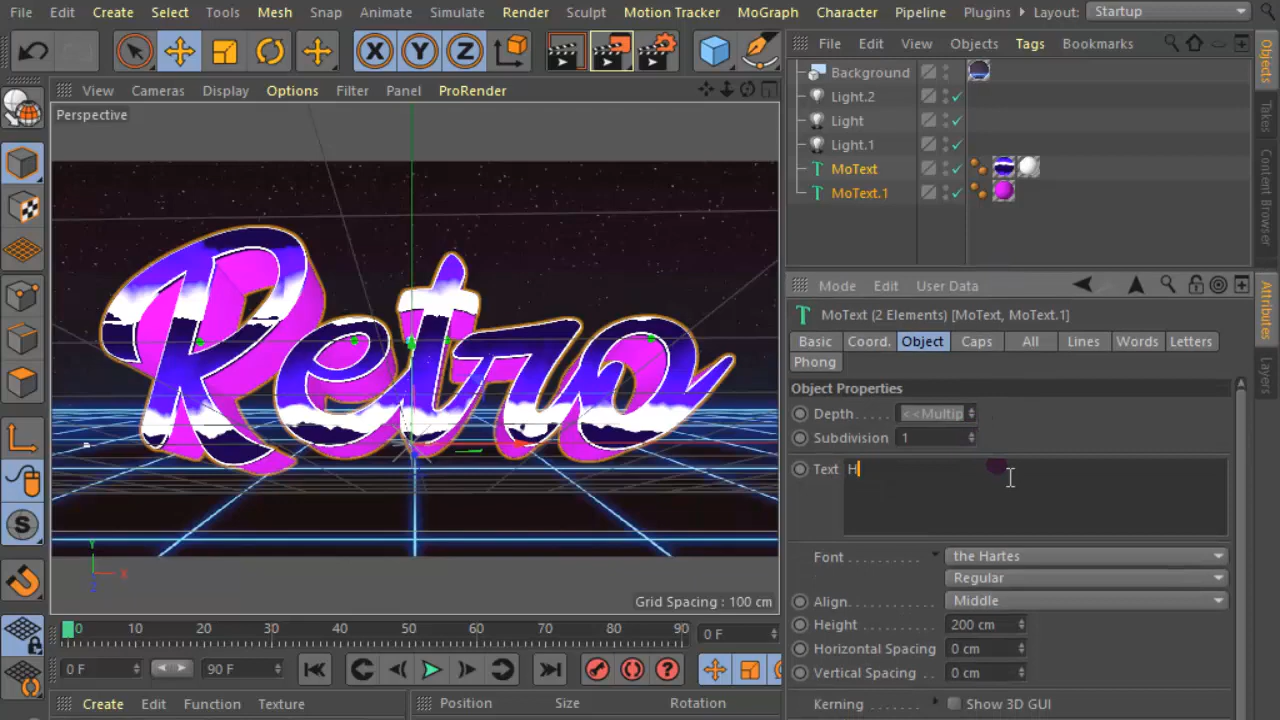 File Edit Create Select Tools Mesh Snap Animate Simulate Render Sculpt Motion Tracker MoGraph Character Pipeline Plugins Layout: Startup
X Y Z
File Edit View Objects Tags Bookmarks
View Cameras Display Options Filter Panel ProRender
Perspective
Background
Light.2
Light
Light.1
MoText
MoText.1
Objects
Takes
Content Browser
Attributes
Layers
Retro
Mode Edit User Data
MoText (2 Elements) [MoText, MoText.1]
Basic Coord. Object Caps All Lines Words Letters
Phong
Object Properties
Depth . . . . . <<Multip
Subdivision 1
Text H
Font . . . . . . . . . the Hartes
Regular
Align. . . . . . . . . Middle
Height . . . . . . . . 200 cm
Horizontal Spacing 0 cm
Vertical Spacing . . 0 cm
Kerning . . . . . . . Show 3D GUI
Y
X
Z
S
Grid Spacing : 100 cm
0 10 20 30 40 50 60 70 80 90 0 F
0 F 90 F
Create Edit Function Texture
Position Size Rotation